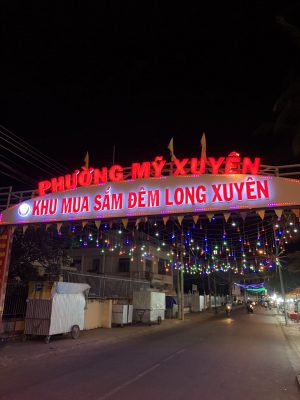 PHƯỜNG MỸ XUYÊN
KHU MUA SẮM ĐÊM LONG XUYÊN